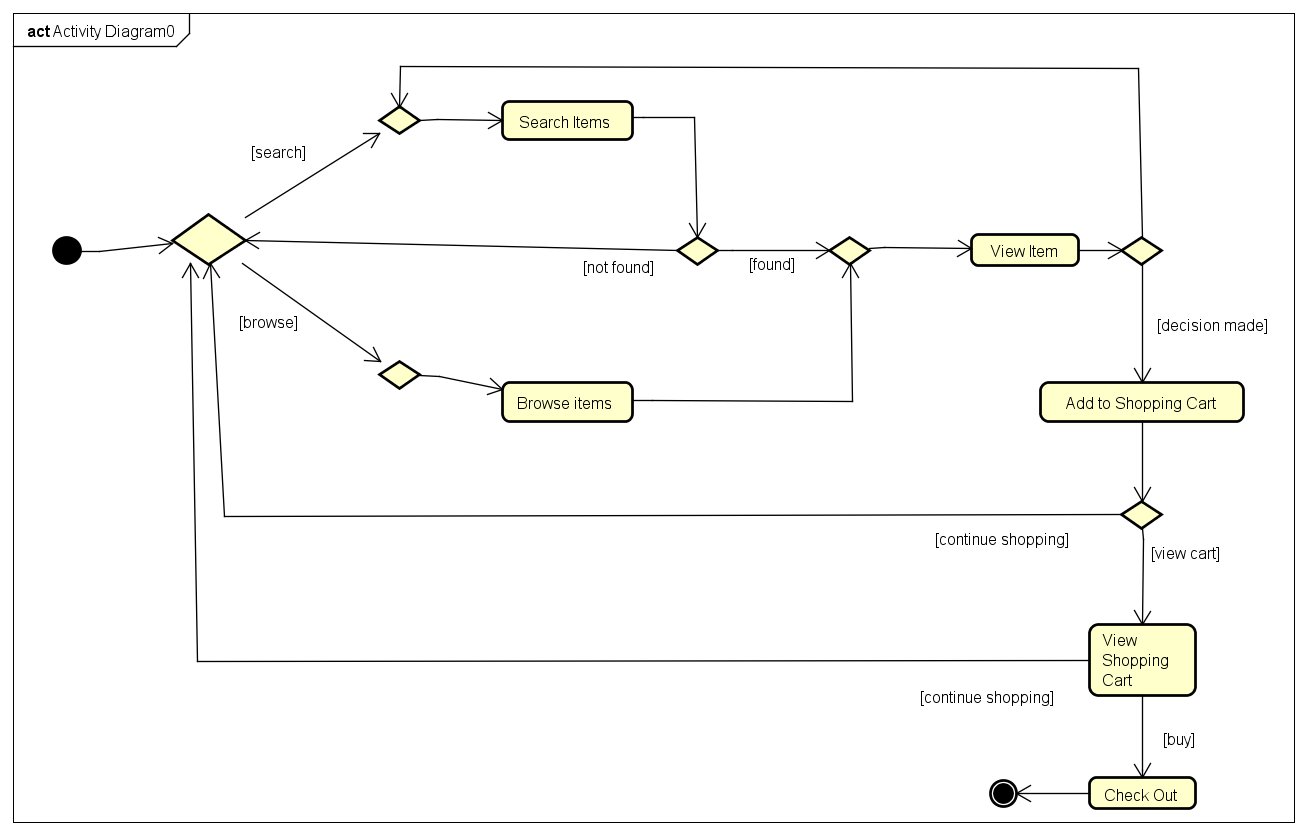 act Activity Diagram0
Search Items
[search]
[not found]
[found]
View Item
[browse]
[decision made]
Browse items
Add to Shopping Cart
[continue shopping]
[view cart]
View
Shopping
Cart
[continue shopping]
[buy]
Check Out